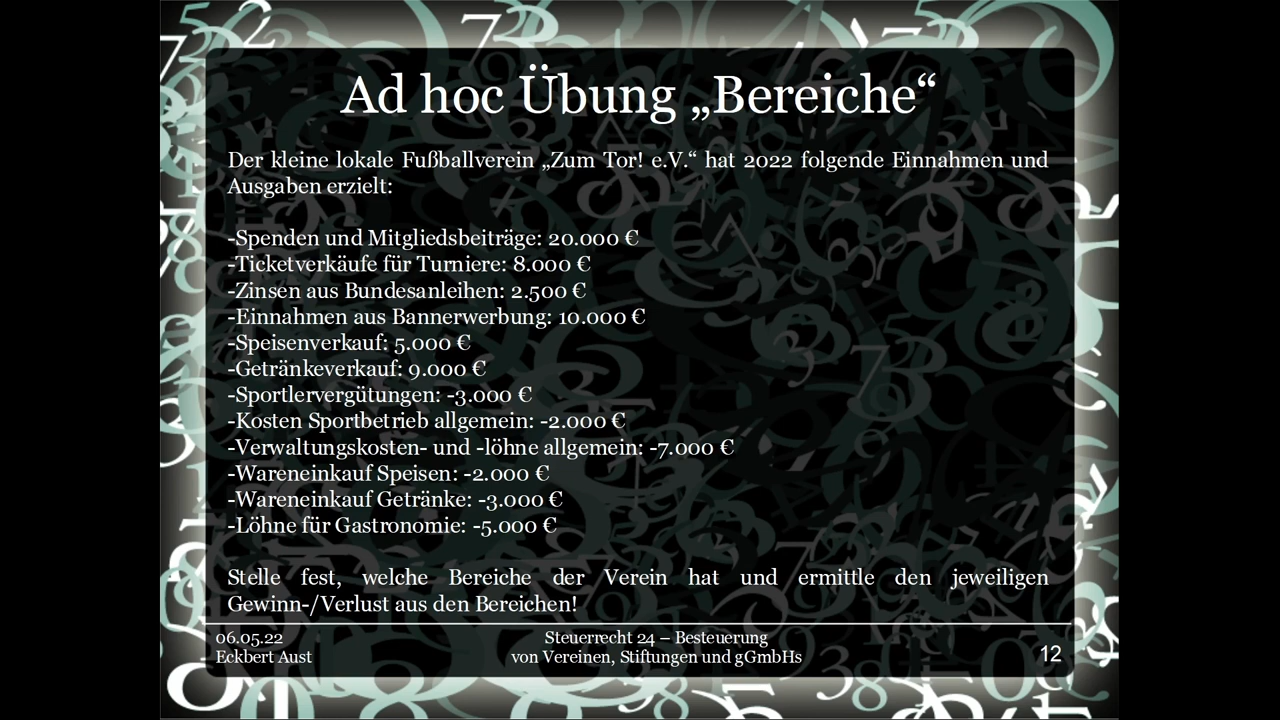 Ad hoc Übung „Bereiche“
Der kleine lokale Fußballverein „Zum Tor! e.V.“ hat 2022 folgende Einnahmen und
Ausgaben erzielt:
-Spenden und Mitgliedsbeiträge: 20.000 €
-Ticketverkäufe für Turniere: 8.000 €
-Zinsen aus Bundesanleihen: 2.500 €
-Einnahmen aus Bannerwerbung: 10.000 €
-Speisenverkauf: 5.000 €
-Getränkeverkauf: 9.000 €
-Sportlervergütungen: -3.000 €
-Kosten Sportbetrieb allgemein: -2.000 €
-Verwaltungskosten- und -löhne allgemein: -7.000 €
-Wareneinkauf Speisen: -2.000 €
-Wareneinkauf Getränke: -3.000 €
-Löhne für Gastronomie: -5.000 €
Stelle fest, welche Bereiche der Verein hat und ermittle den jeweiligen
Gewinn-/Verlust aus den Bereichen!
06.05.22
Eckbert Aust
Steuerrecht 24 – Besteuerung
von Vereinen, Stiftungen und gGmbHs
12